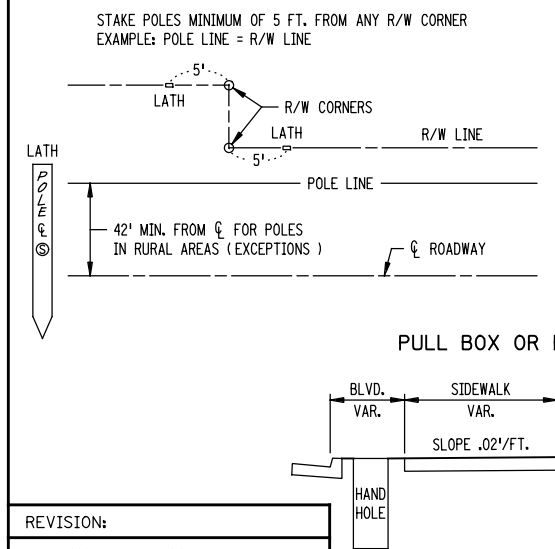 STAKE POLES MINIMUM OF 5 FT. FROM ANY R/W CORNER
EXAMPLE: POLE LINE = R/W LINE
5'
LATH
R/W CORNERS
LATH
R/W LINE
5'
LATH
POLE ℄ Ⓢ
POLE LINE
42' MIN. FROM ℄ FOR POLES
IN RURAL AREAS (EXCEPTIONS)
℄ ROADWAY
PULL BOX OR
BLVD.
SIDEWALK
VAR.
VAR.
SLOPE .02'/FT.
HAND
HOLE
REVISION: